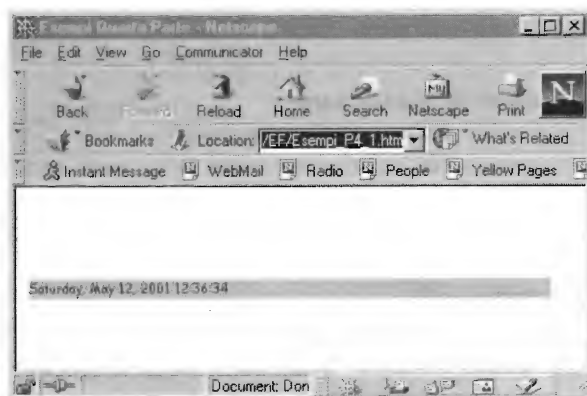 Esempi Quarta Parte - Netscape
File Edit View Go Communicator Help
Back Forward Reload Home Search Netscape Print N
Bookmarks Location: /EF/Esempi_P4_1.htm What's Related
Instant Message WebMail Radio People Yellow Pages
Saturday, May 12, 2001 12:36:34
Document: Don